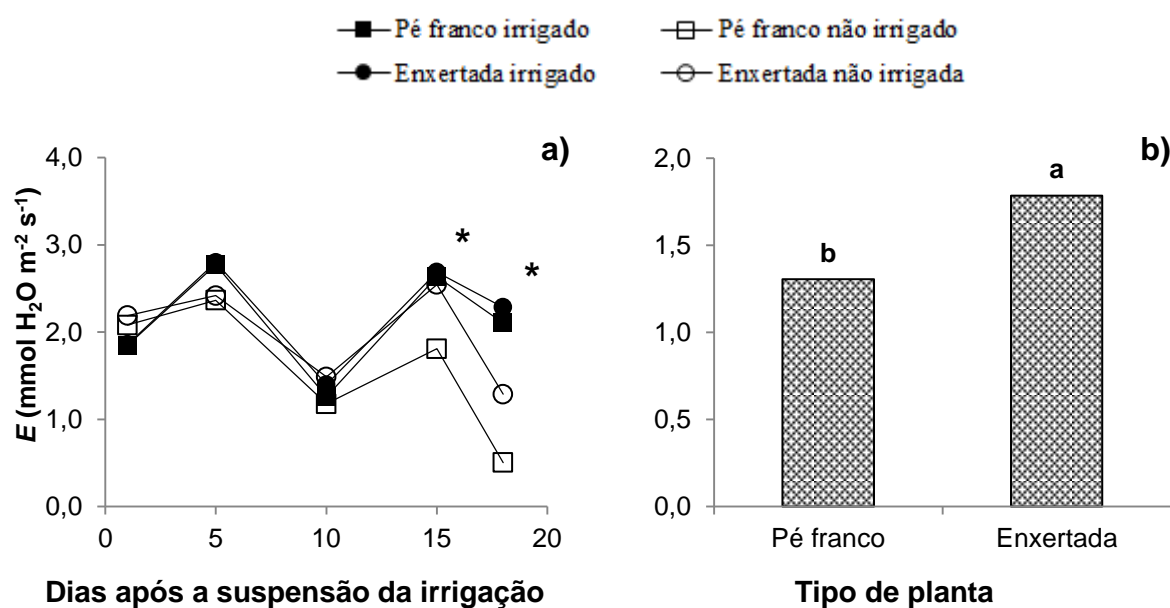 Pé franco irrigado
Pé franco não irrigado
Enxertada irrigado
Enxertada não irrigada
a)
E (mmol H₂O m⁻² s⁻¹)
4,0
3,0
2,0
1,0
0,0
*
*
0 5 10 15 20
Dias após a suspensão da irrigação
b)
2,0
1,5
1,0
0,5
0,0
b
a
Pé franco Enxertada
Tipo de planta